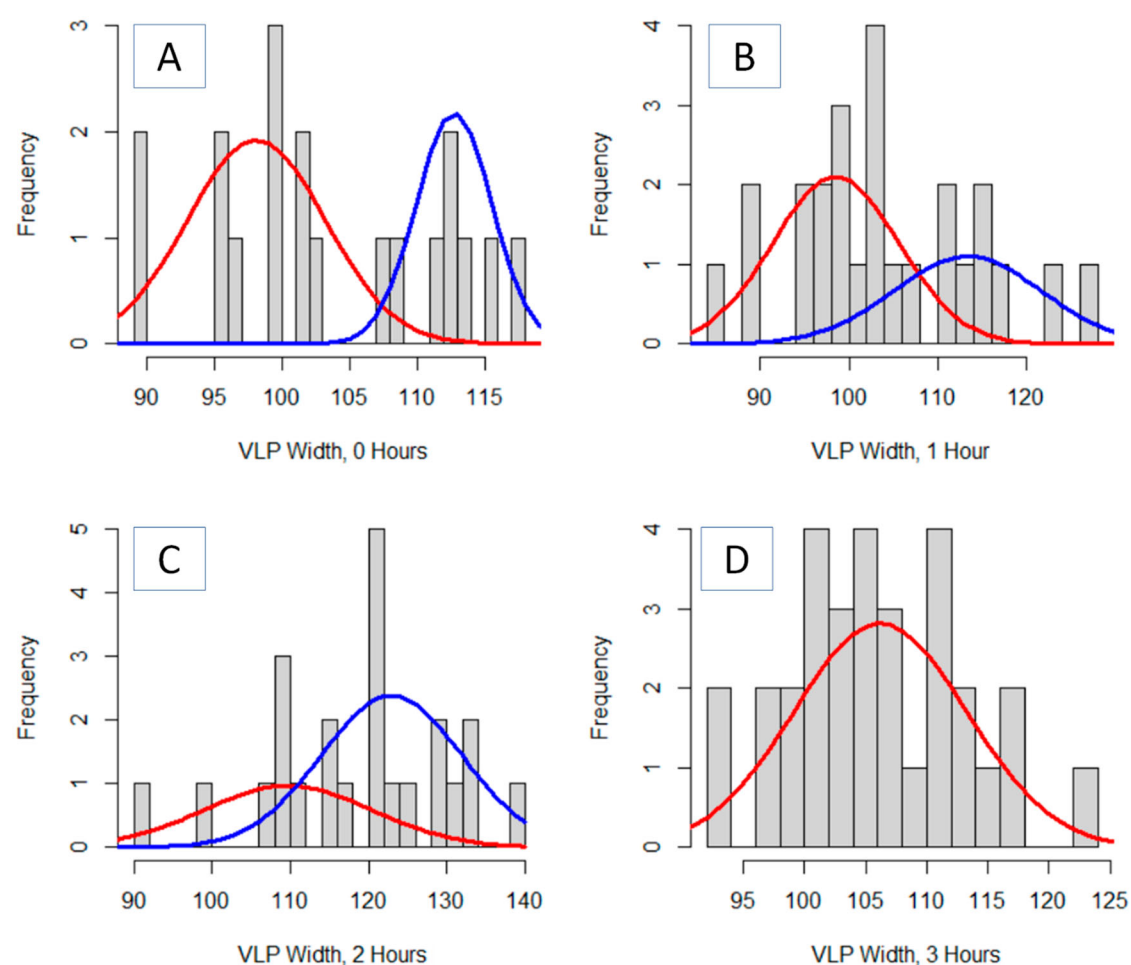 A
Frequency
0
1
2
3
90 95 100 105 110 115
VLP Width, 0 Hours
B
Frequency
0
1
2
3
4
90 100 110 120
VLP Width, 1 Hour
C
Frequency
0
1
2
3
4
5
90 100 110 120 130 140
VLP Width, 2 Hours
D
Frequency
0
1
2
3
4
95 100 105 110 115 120 125
VLP Width, 3 Hours